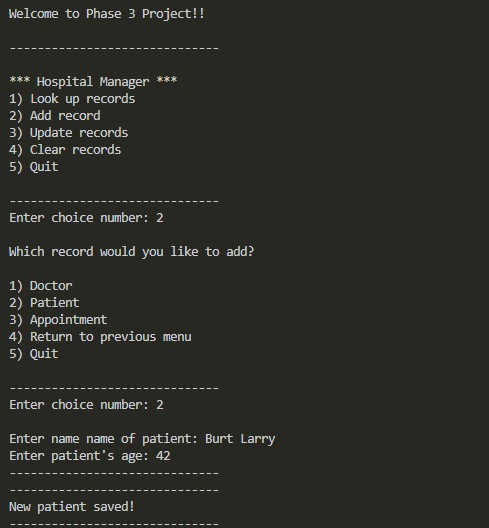 Welcome to Phase 3 Project!!
------------------------------
*** Hospital Manager ***
1) Look up records
2) Add record
3) Update records
4) Clear records
5) Quit
------------------------------
Enter choice number: 2
Which record would you like to add?
1) Doctor
2) Patient
3) Appointment
4) Return to previous menu
5) Quit
------------------------------
Enter choice number: 2
Enter name name of patient: Burt Larry
Enter patient's age: 42
------------------------------
------------------------------
New patient saved!
------------------------------